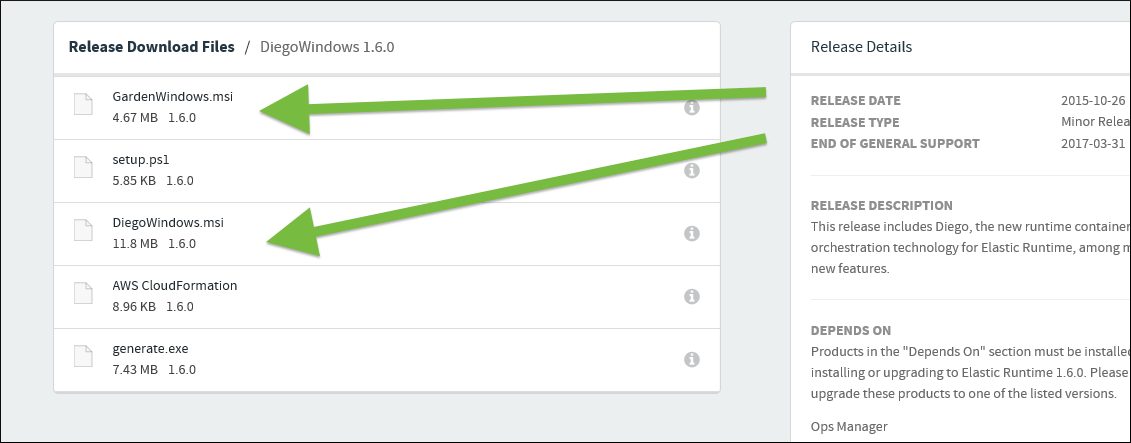 Release Download Files / DiegoWindows 1.6.0
GardenWindows.msi
4.67 MB 1.6.0
setup.ps1
5.85 KB 1.6.0
DiegoWindows.msi
11.8 MB 1.6.0
AWS CloudFormation
8.96 KB 1.6.0
generate.exe
7.43 MB 1.6.0
Release Details
RELEASE DATE 2015-10-26
RELEASE TYPE Minor Relea
END OF GENERAL SUPPORT 2017-03-31
RELEASE DESCRIPTION
This release includes Diego, the new runtime container
orchestration technology for Elastic Runtime, among m
new features.
DEPENDS ON
Products in the "Depends On" section must be installed
installing or upgrading to Elastic Runtime 1.6.0. Please
upgrade these products to one of the listed versions.
Ops Manager